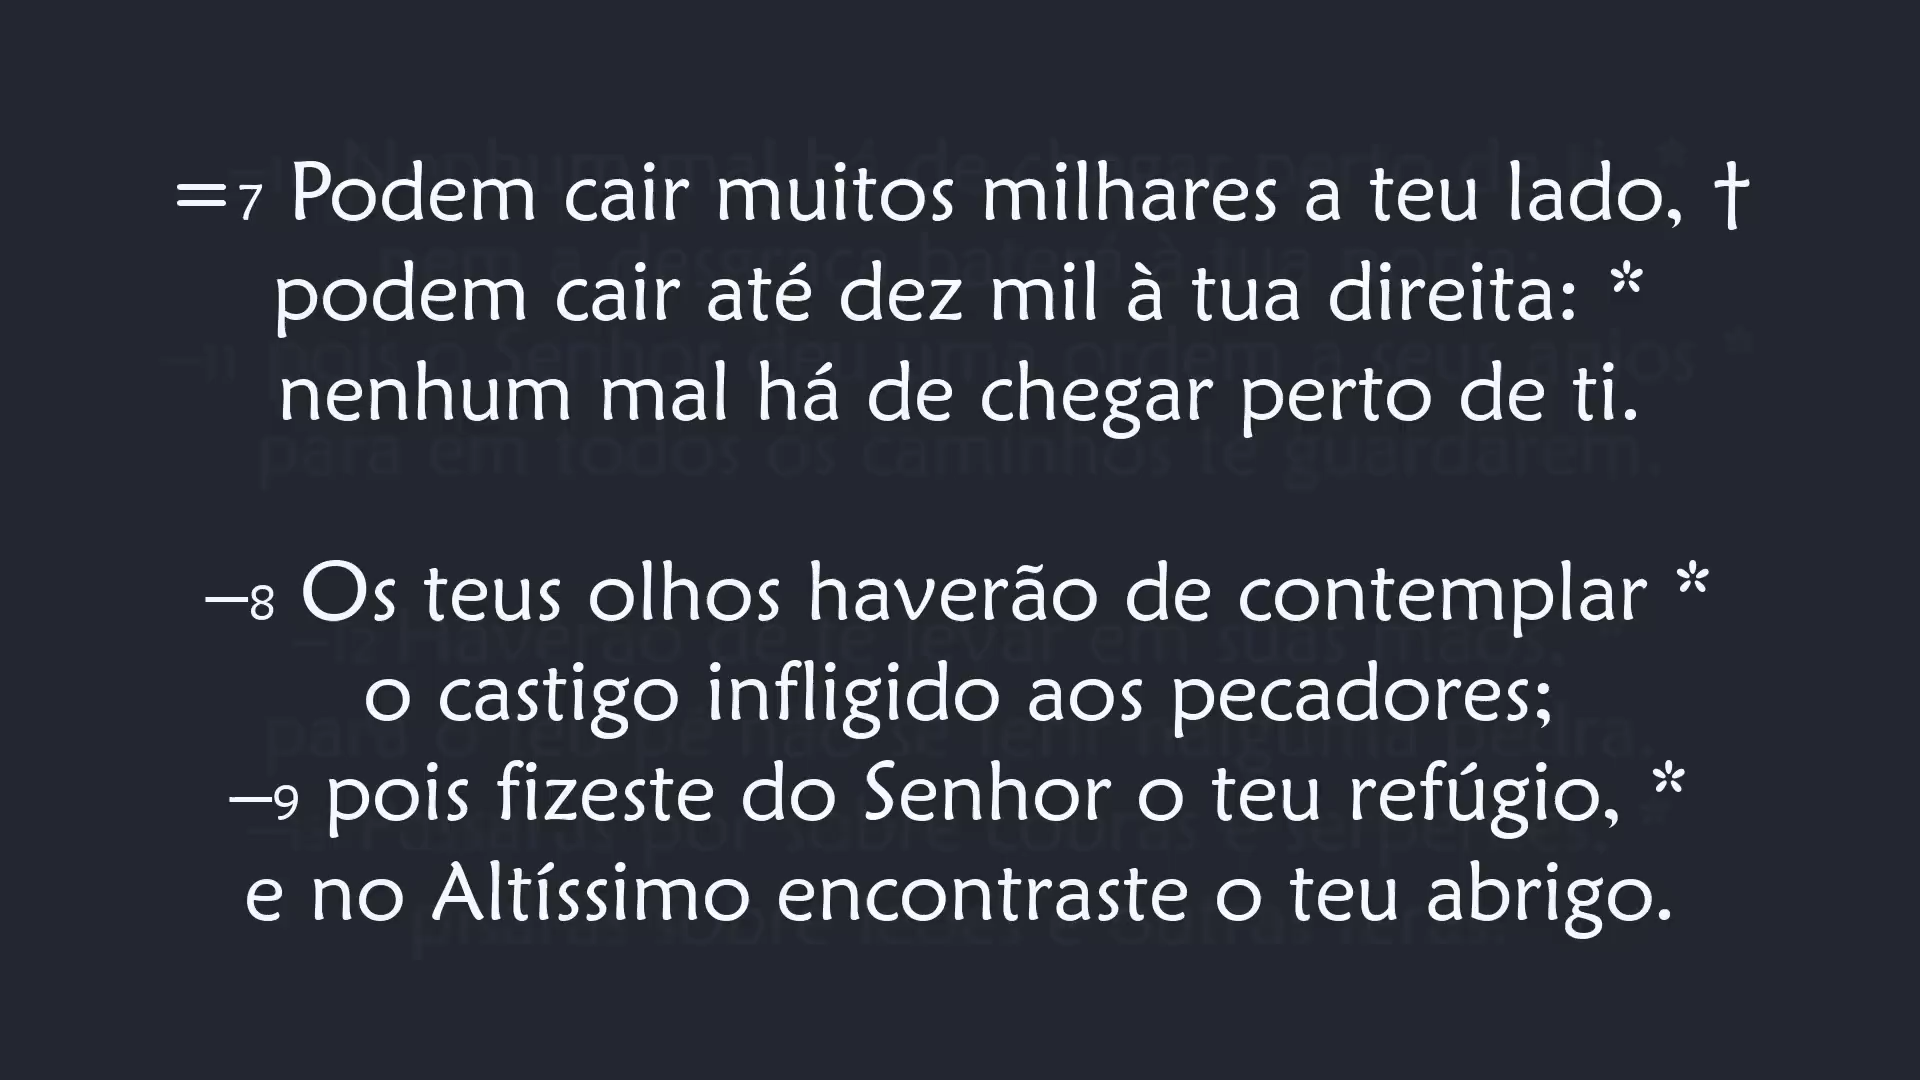 =7 Podem cair muitos milhares a teu lado, †
podem cair até dez mil à tua direita: *
nenhum mal há de chegar perto de ti.
–8 Os teus olhos haverão de contemplar *
o castigo infligido aos pecadores;
–9 pois fizeste do Senhor o teu refúgio, *
e no Altíssimo encontraste o teu abrigo.